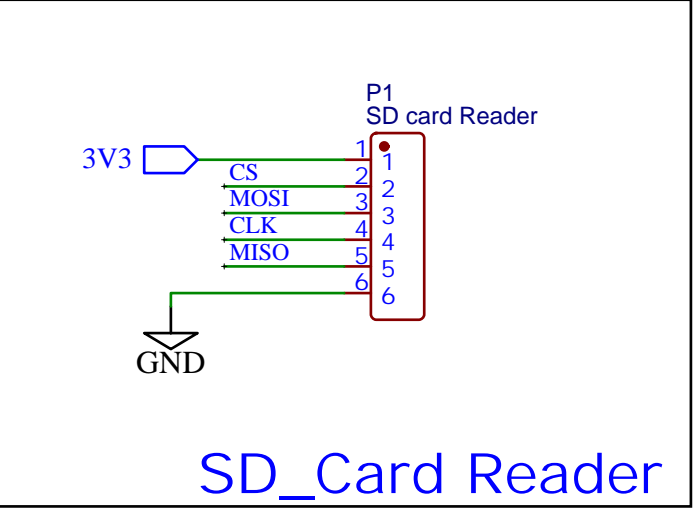 P1
SD card Reader
3V3
1 1
CS 2 2
MOSI 3 3
CLK 4 4
MISO 5 5
6 6
GND
SD_Card Reader